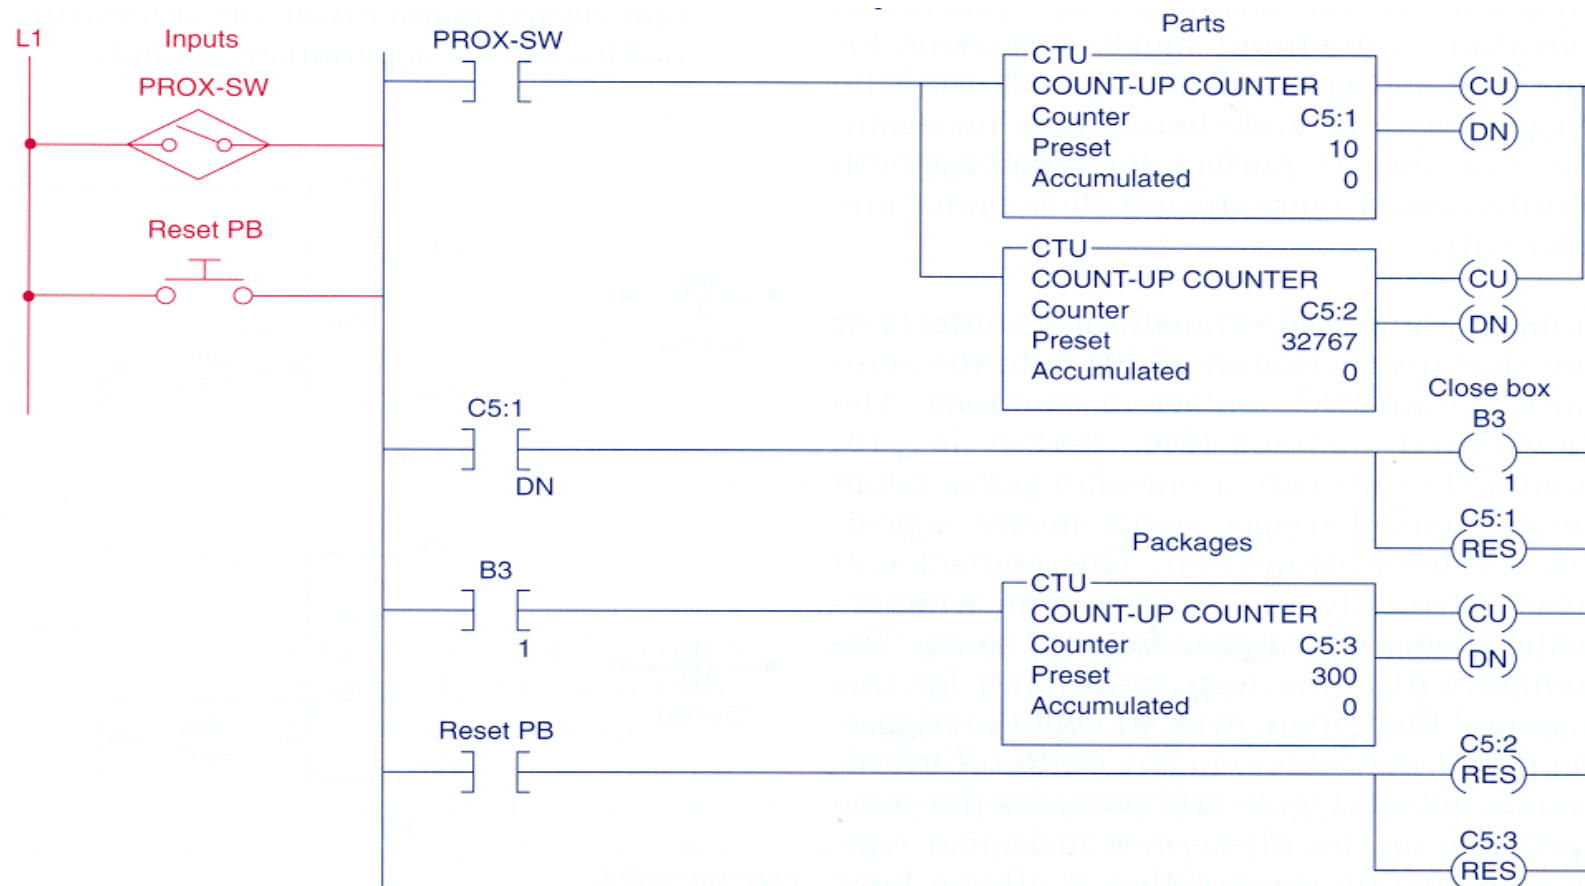 L1
Inputs
PROX-SW
Reset PB
PROX-SW
Parts
CTU
COUNT-UP COUNTER
Counter C5:1
Preset 10
Accumulated 0
CU
DN
CTU
COUNT-UP COUNTER
Counter C5:2
Preset 32767
Accumulated 0
CU
DN
C5:1
DN
Close box
B3
1
C5:1
RES
B3
1
Packages
CTU
COUNT-UP COUNTER
Counter C5:3
Preset 300
Accumulated 0
CU
DN
Reset PB
C5:2
RES
C5:3
RES